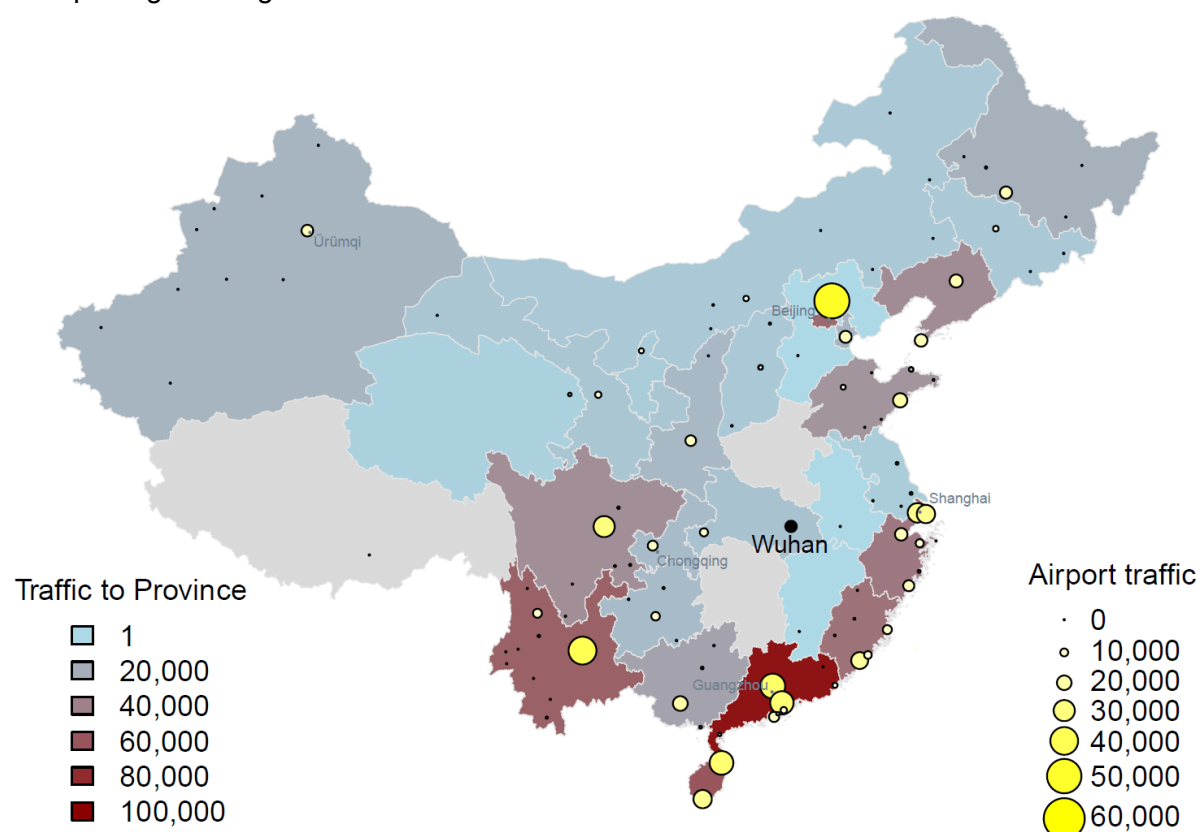 Ürümqi
Beijing
Shanghai
Wuhan
Chongqing
Guangzhou
Traffic to Province
1
20,000
40,000
60,000
80,000
100,000
Airport traffic
0
10,000
20,000
30,000
40,000
50,000
60,000